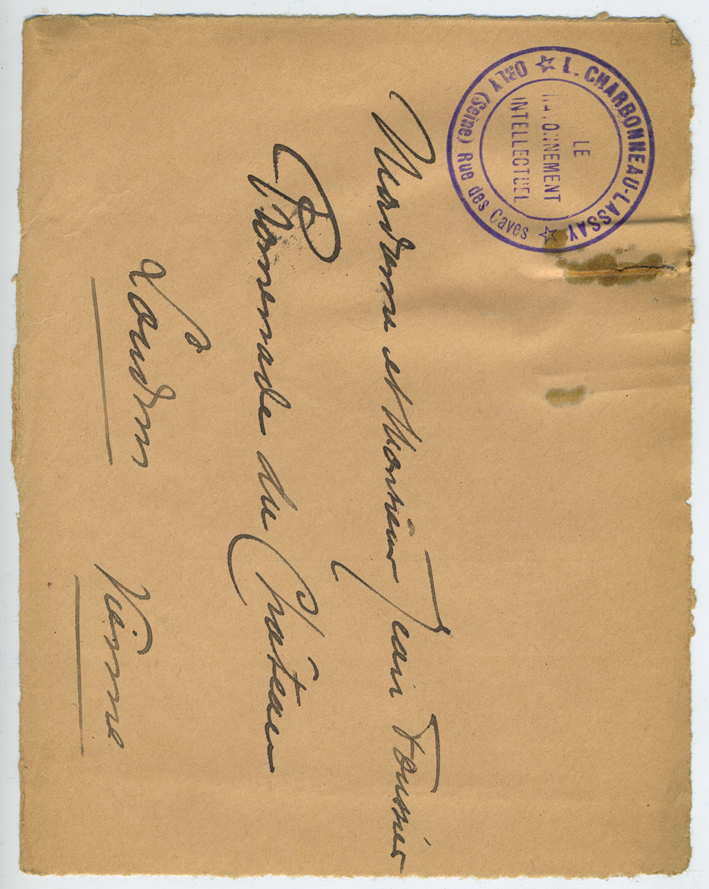 L. CHARBONNEAU-LASSAY
ORLY (Seine) Rue des Caves
LE
RAYONNEMENT
INTELLECTUEL
Madame et Monsieur Jean
Promenade du Château
Loudun Vienne